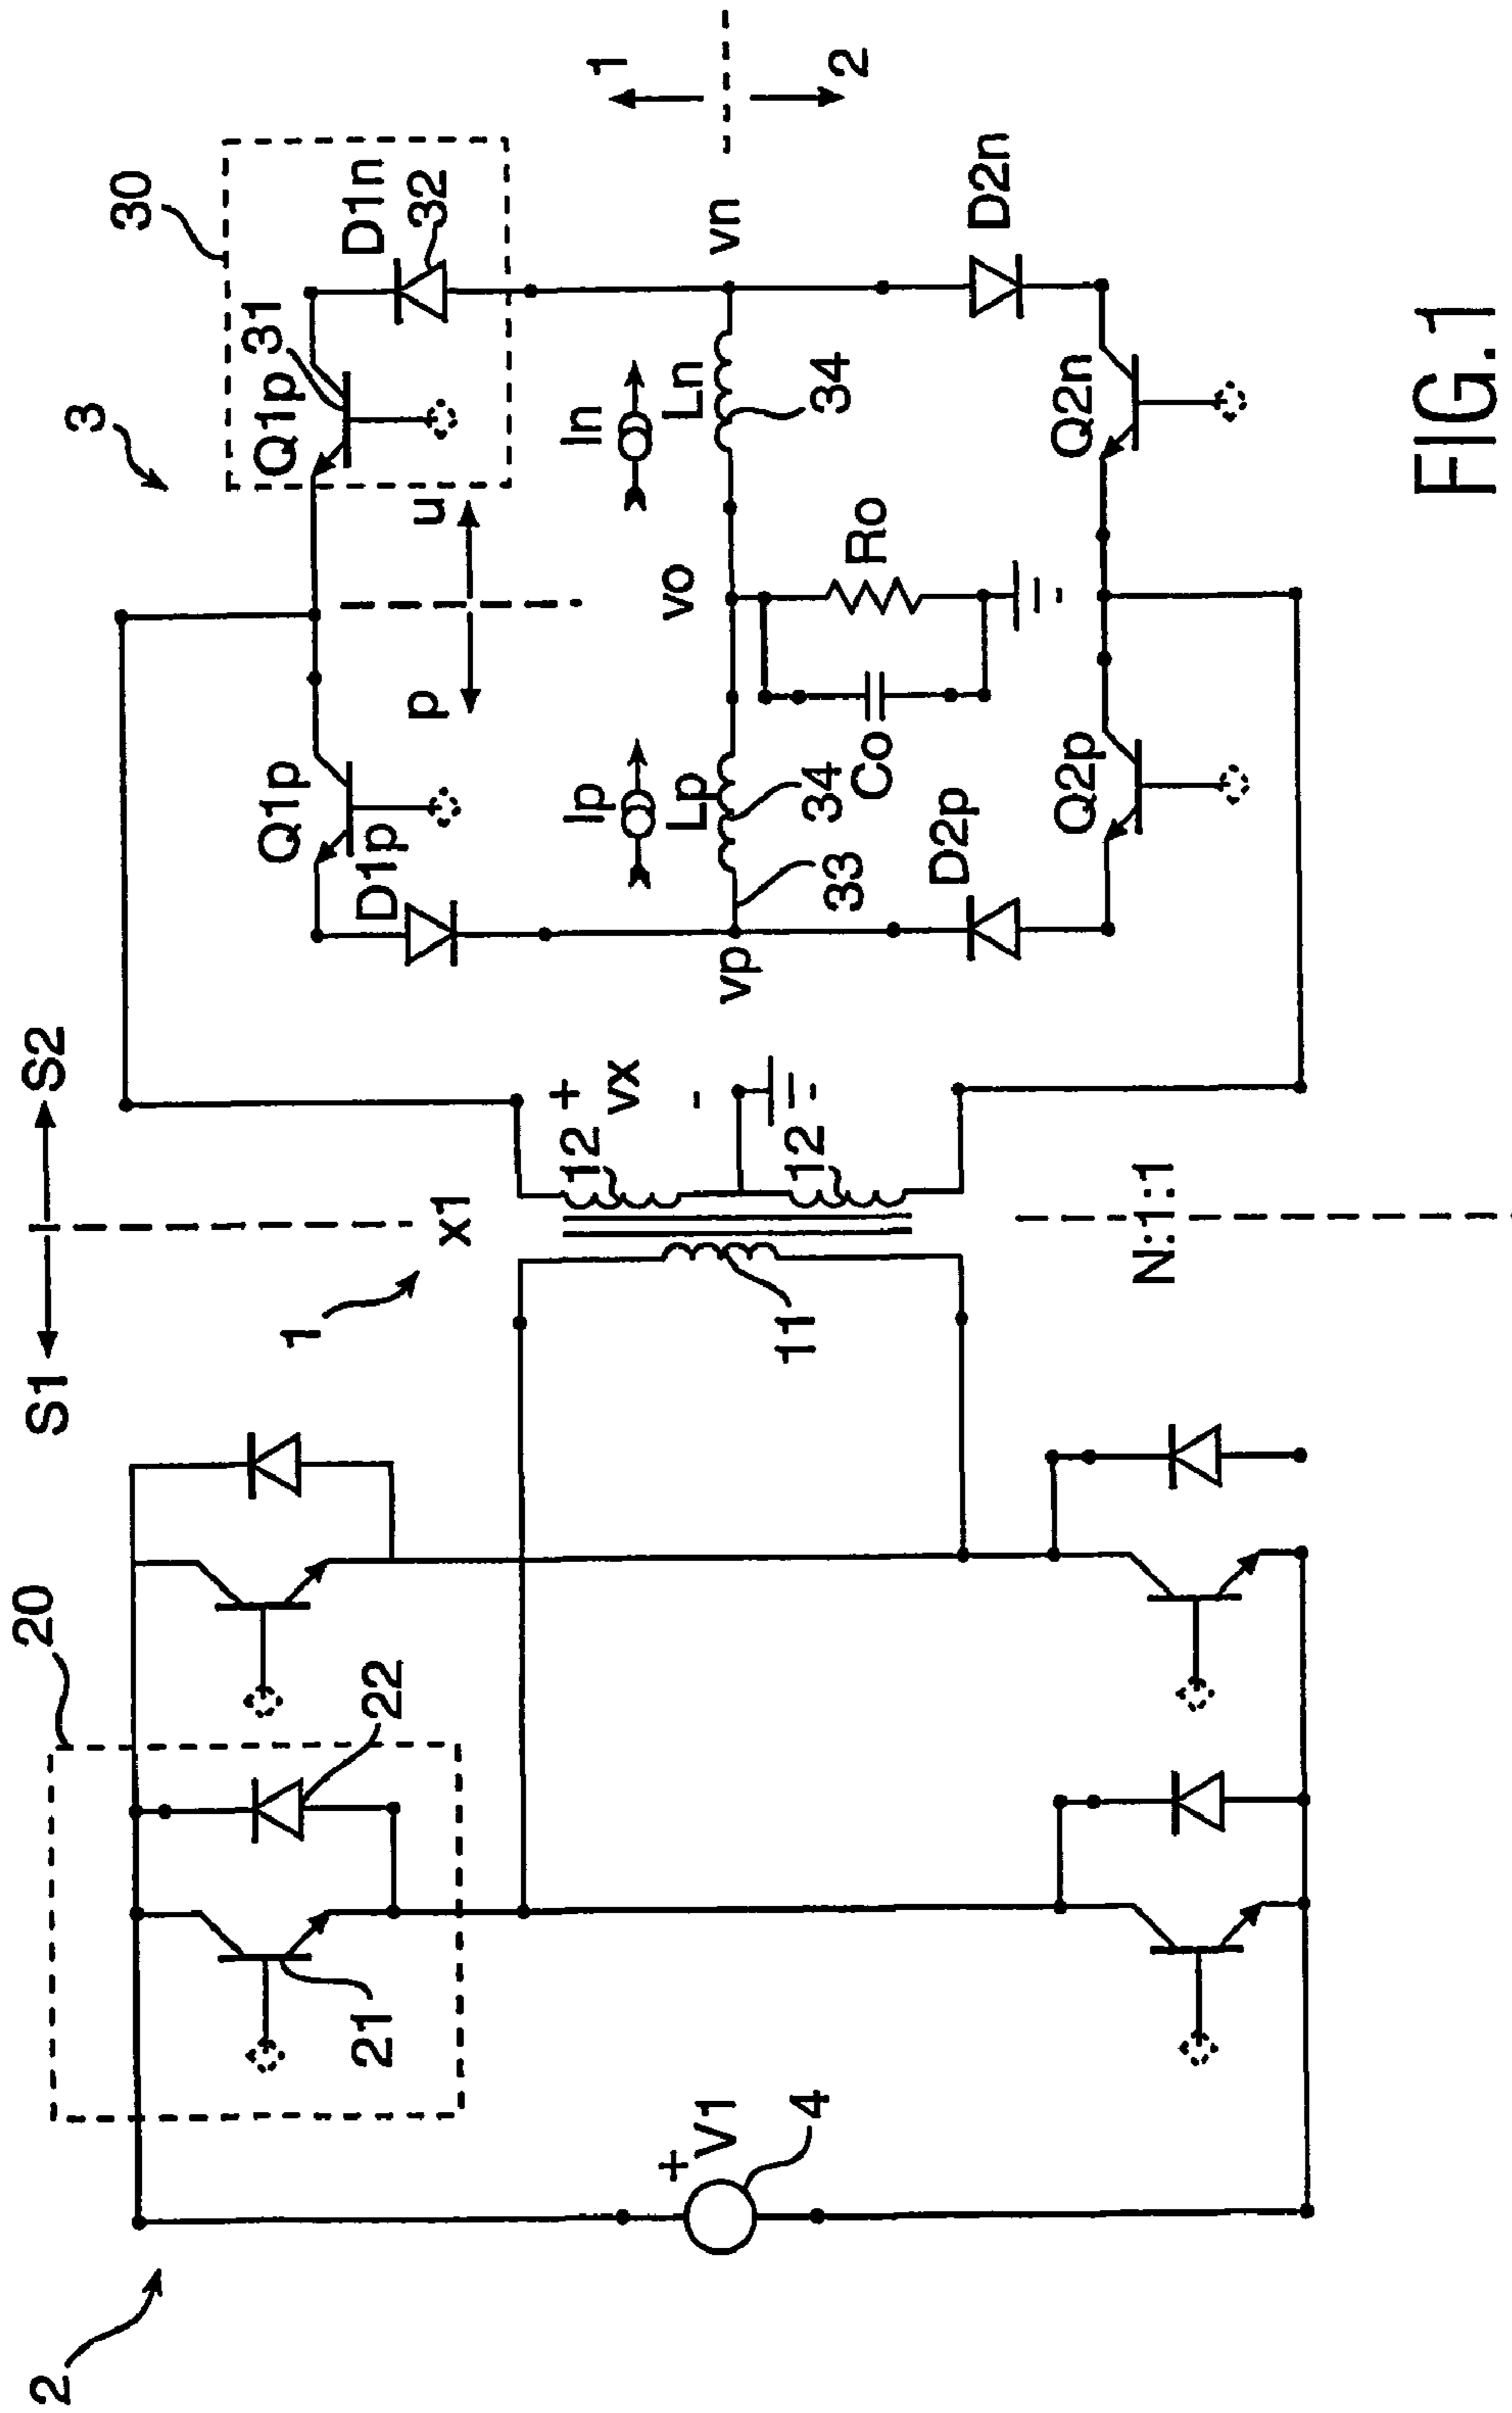 S1
S2
2
20
21
22
V1
+
4
1
x1
11
12
12
+
vx
-
-
N:1:1
3
30
Q1p
D1p
Q1p
31
D1n
32
p
u
Ip
Lp
34
33
In
Ln
34
vp
vo
vn
Co
Ro
D2p
Q2p
Q2n
D2n
1
2
FIG.1